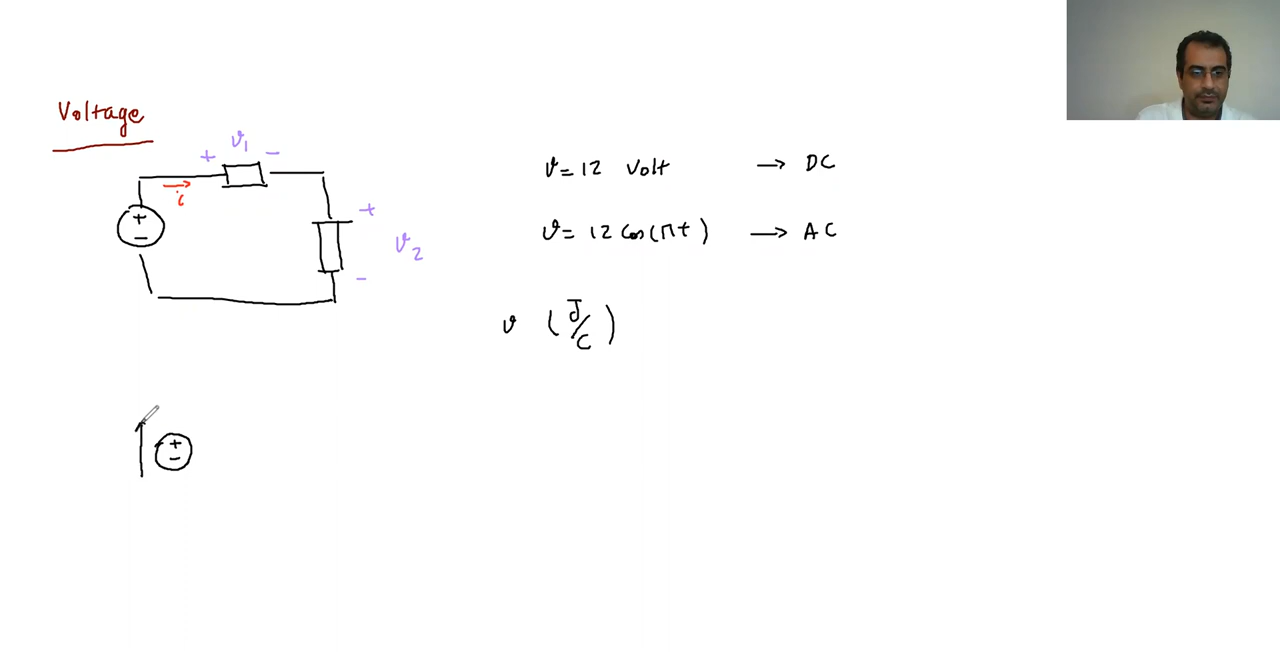 Voltage
+ v1 -
i
+
-
+
v2
-
v = 12 Volt → DC
v = 12 cos(πt) → AC
v (J/C)
+
-